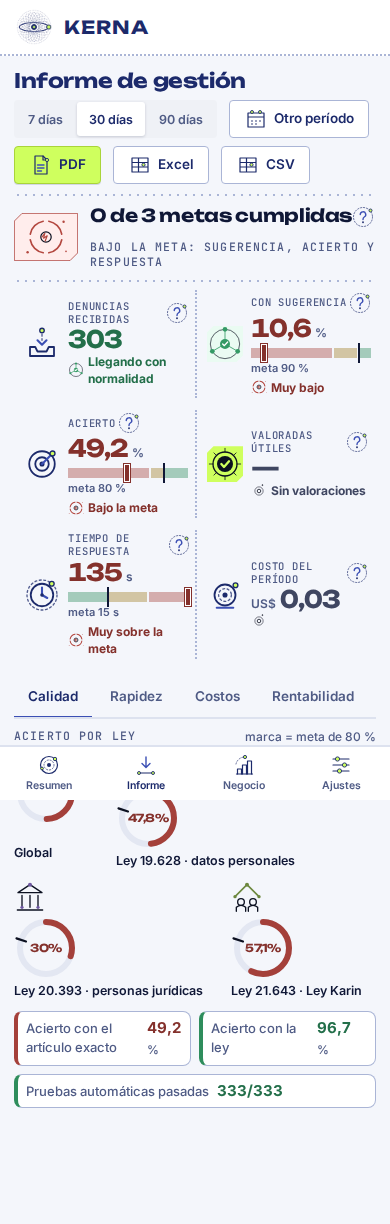 KERNA
Informe de gestión
7 días
30 días
90 días
Otro período
PDF
Excel
CSV
0 de 3 metas cumplidas
?
BAJO LA META: SUGERENCIA, ACIERTO Y
RESPUESTA
DENUNCIAS
RECIBIDAS
?
303
Llegando con
normalidad
CON SUGERENCIA
?
10,6 %
meta 90 %
Muy bajo
ACIERTO
?
49,2 %
meta 80 %
Bajo la meta
VALORADAS
ÚTILES
?
—
Sin valoraciones
TIEMPO DE
RESPUESTA
?
135 s
meta 15 s
Muy sobre la
meta
COSTO DEL
PERÍODO
?
US$ 0,03
Calidad
Rapidez
Costos
Rentabilidad
ACIERTO POR LEY
marca = meta de 80 %
Resumen
Informe
Negocio
Ajustes
47,8%
Global
Ley 19.628 · datos personales
30%
57,1%
Ley 20.393 · personas jurídicas
Ley 21.643 · Ley Karin
Acierto con el
artículo exacto
49,2
%
Acierto con la
ley
96,7
%
Pruebas automáticas pasadas 333/333